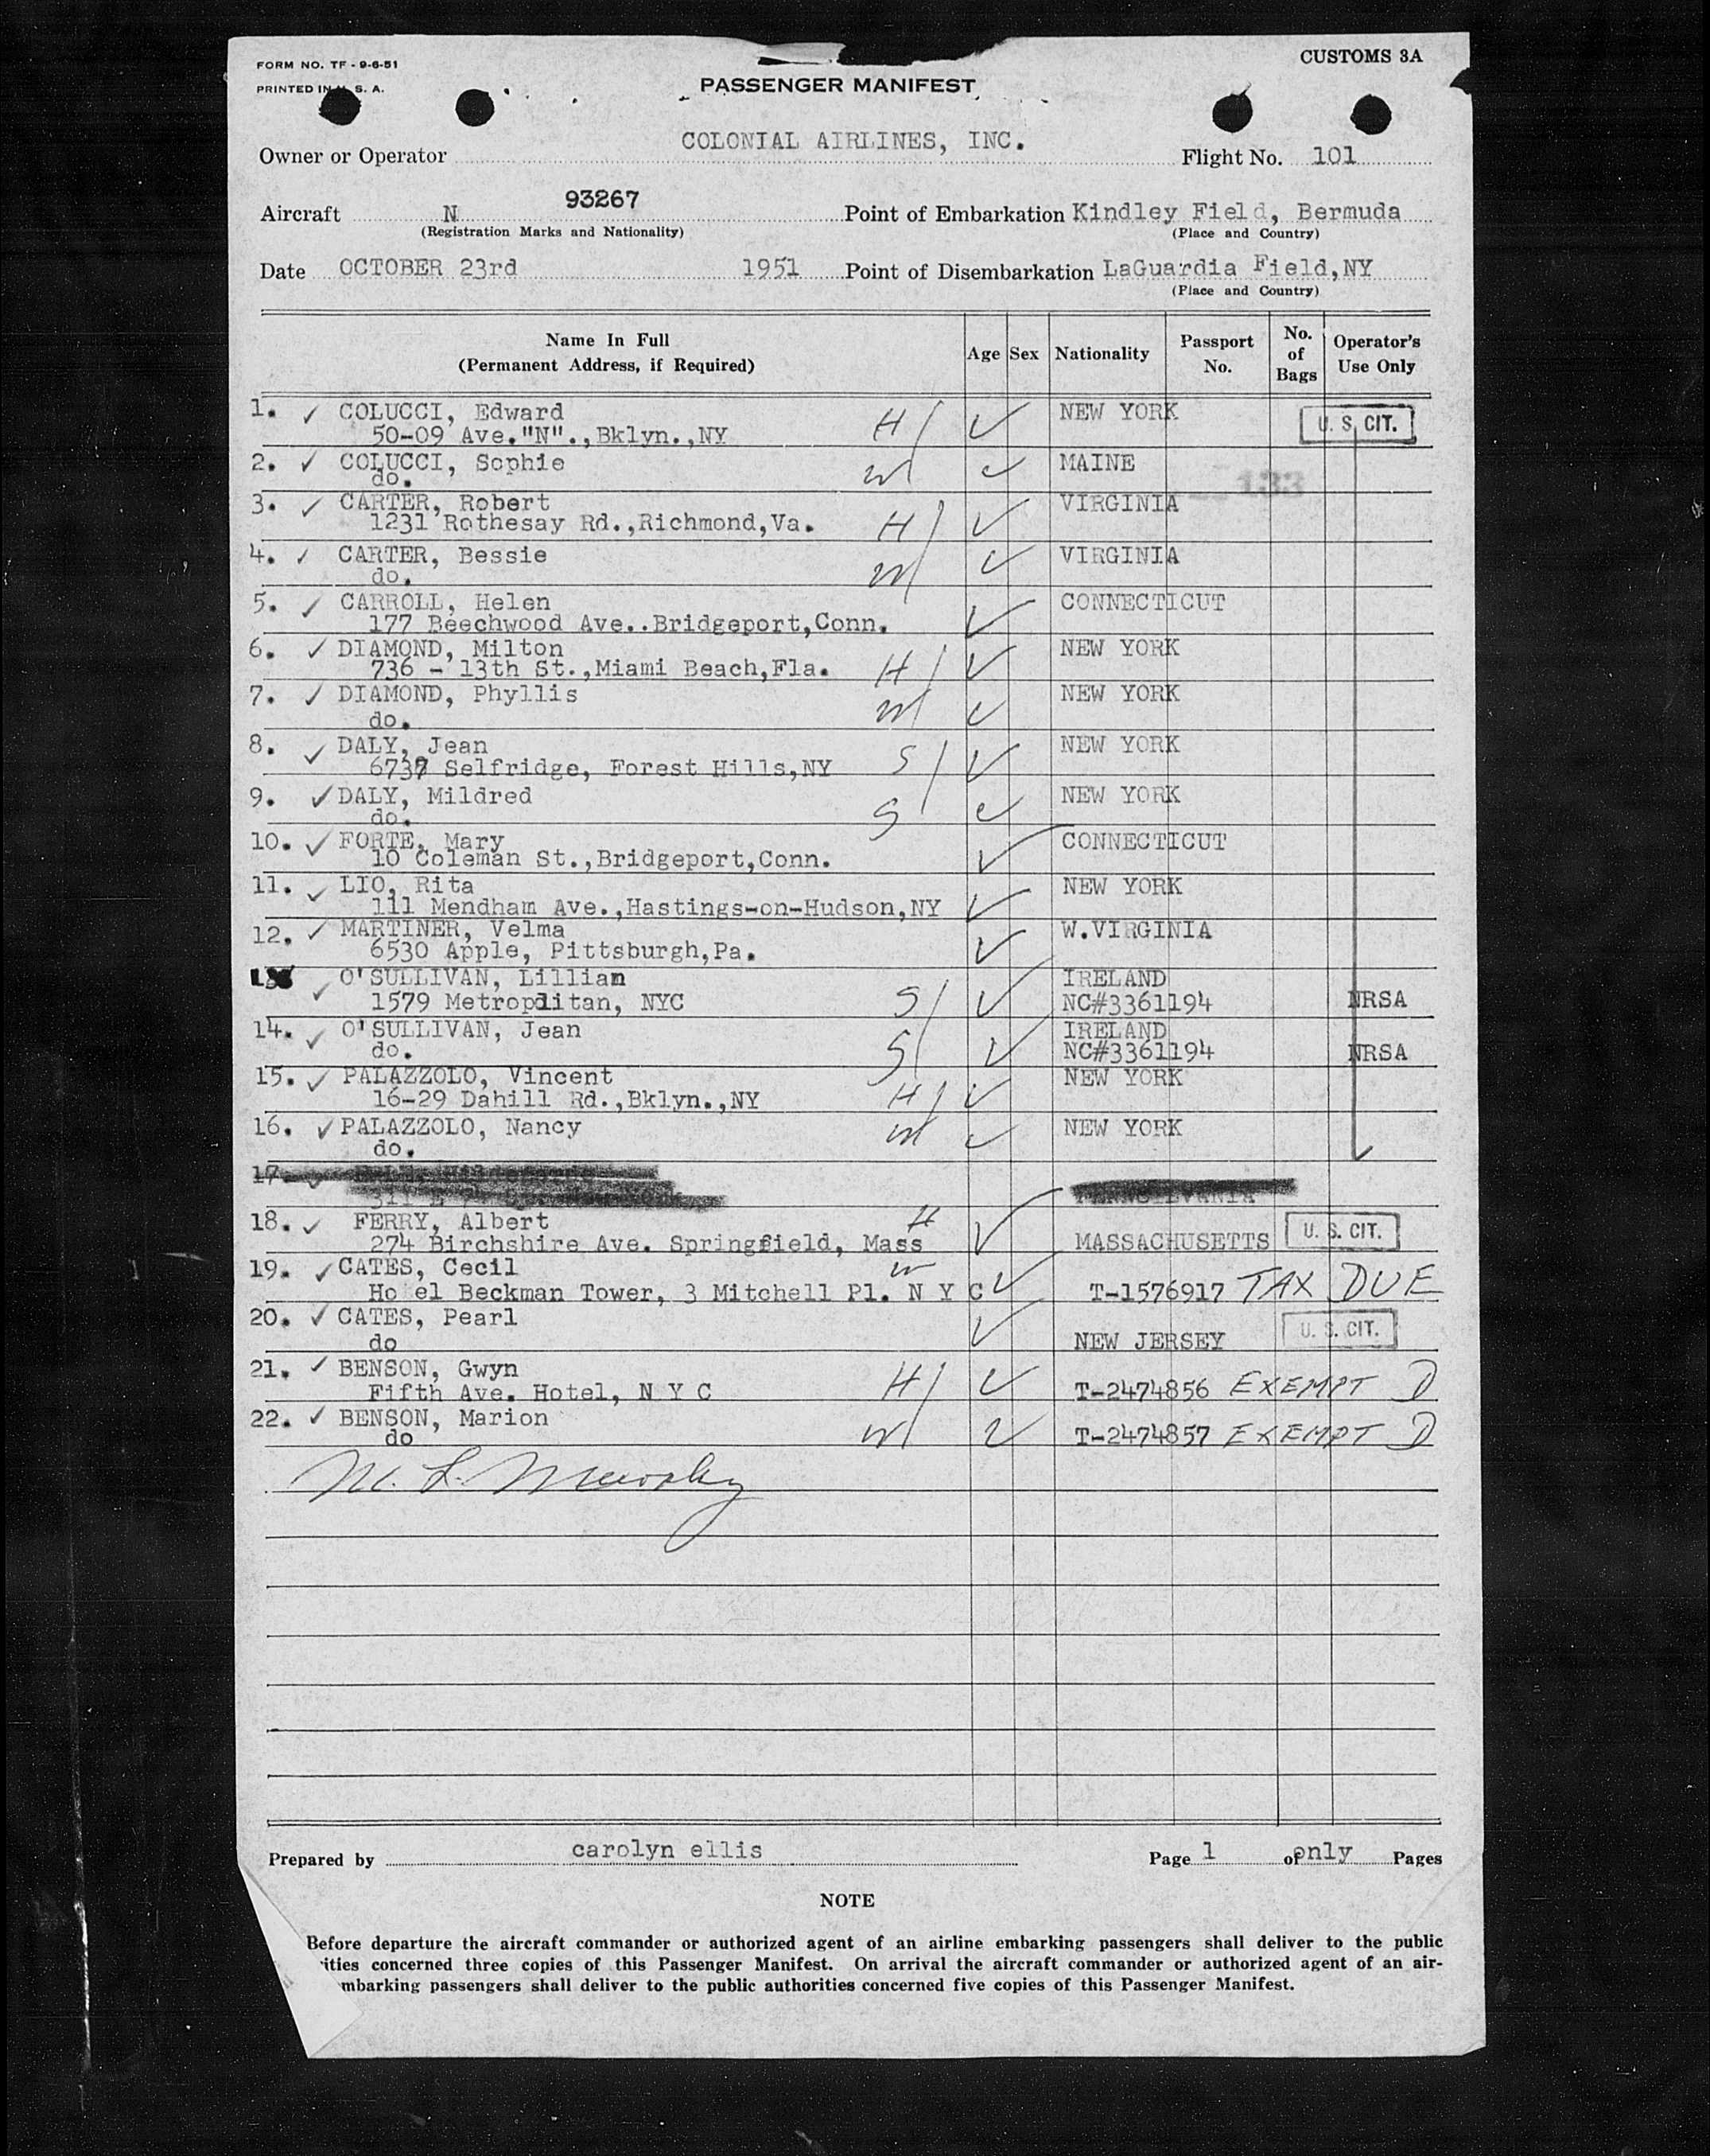 FORM NO. TF - 9-6-51
CUSTOMS 3A
PRINTED IN U. S. A.
PASSENGER MANIFEST
COLONIAL AIRLINES, INC.
Owner or Operator
Flight No. 101
Aircraft N 93267 Point of Embarkation Kindley Field, Bermuda
(Registration Marks and Nationality) (Place and Country)
Date OCTOBER 23rd 1951 Point of Disembarkation LaGuardia Field,NY
(Place and Country)
Name In Full (Permanent Address, if Required) Age Sex Nationality Passport No. No. of Bags Operator's Use Only
1. ✓ COLUCCI, Edward NEW YORK U. S. CIT.
50-09 Ave."N".,Bklyn.,NY H/ ✓
2. ✓ COLUCCI, Sophie MAINE
do. W/ ✓
133
3. ✓ CARTER, Robert VIRGINIA
1231 Rothesay Rd.,Richmond,Va. H/ ✓
4. ✓ CARTER, Bessie VIRGINIA
do. W/ ✓
5. ✓ CARROLL, Helen CONNECTICUT
177 Beechwood Ave..Bridgeport,Conn. ✓
6. ✓ DIAMOND, Milton NEW YORK
736 - 13th St.,Miami Beach,Fla. H/ ✓
7. ✓ DIAMOND, Phyllis NEW YORK
do. W/ ✓
8. ✓ DALY, Jean NEW YORK
6737 Selfridge, Forest Hills,NY S/ ✓
9. ✓ DALY, Mildred NEW YORK
do. S ✓
10. ✓ FORTE, Mary CONNECTICUT
10 Coleman St.,Bridgeport,Conn. ✓
11. ✓ LIO, Rita NEW YORK
111 Mendham Ave.,Hastings-on-Hudson,NY ✓
12. ✓ MARTINER, Velma W.VIRGINIA
6530 Apple, Pittsburgh,Pa. ✓
✓ O'SULLIVAN, Lillian IRELAND
1579 Metroplitan, NYC S/ ✓ NC#3361194 NRSA
14. ✓ O'SULLIVAN, Jean IRELAND
do. S/ ✓ NC#3361194 NRSA
15. ✓ PALAZZOLO, Vincent NEW YORK
16-29 Dahill Rd.,Bklyn.,NY H/ ✓
16. ✓ PALAZZOLO, Nancy NEW YORK
do. W/ ✓
17.
18. ✓ FERRY, Albert H U. S. CIT.
274 Birchshire Ave. Springfield, Mass ✓ MASSACHUSETTS
19. ✓ CATES, Cecil W
Hotel Beckman Tower, 3 Mitchell Pl. N Y C ✓ T-1576917 TAX DUE
20. ✓ CATES, Pearl U. S. CIT.
do ✓ NEW JERSEY
21. ✓ BENSON, Gwyn
Fifth Ave. Hotel, N Y C H/ ✓ T-2474856 EXEMPT D
22. ✓ BENSON, Marion
do W/ ✓ T-2474857 EXEMPT D
M. L. Murphy
Prepared by carolyn ellis Page 1 of only Pages
NOTE
Before departure the aircraft commander or authorized agent of an airline embarking passengers shall deliver to the public
ities concerned three copies of this Passenger Manifest. On arrival the aircraft commander or authorized agent of an air-
mbarking passengers shall deliver to the public authorities concerned five copies of this Passenger Manifest.